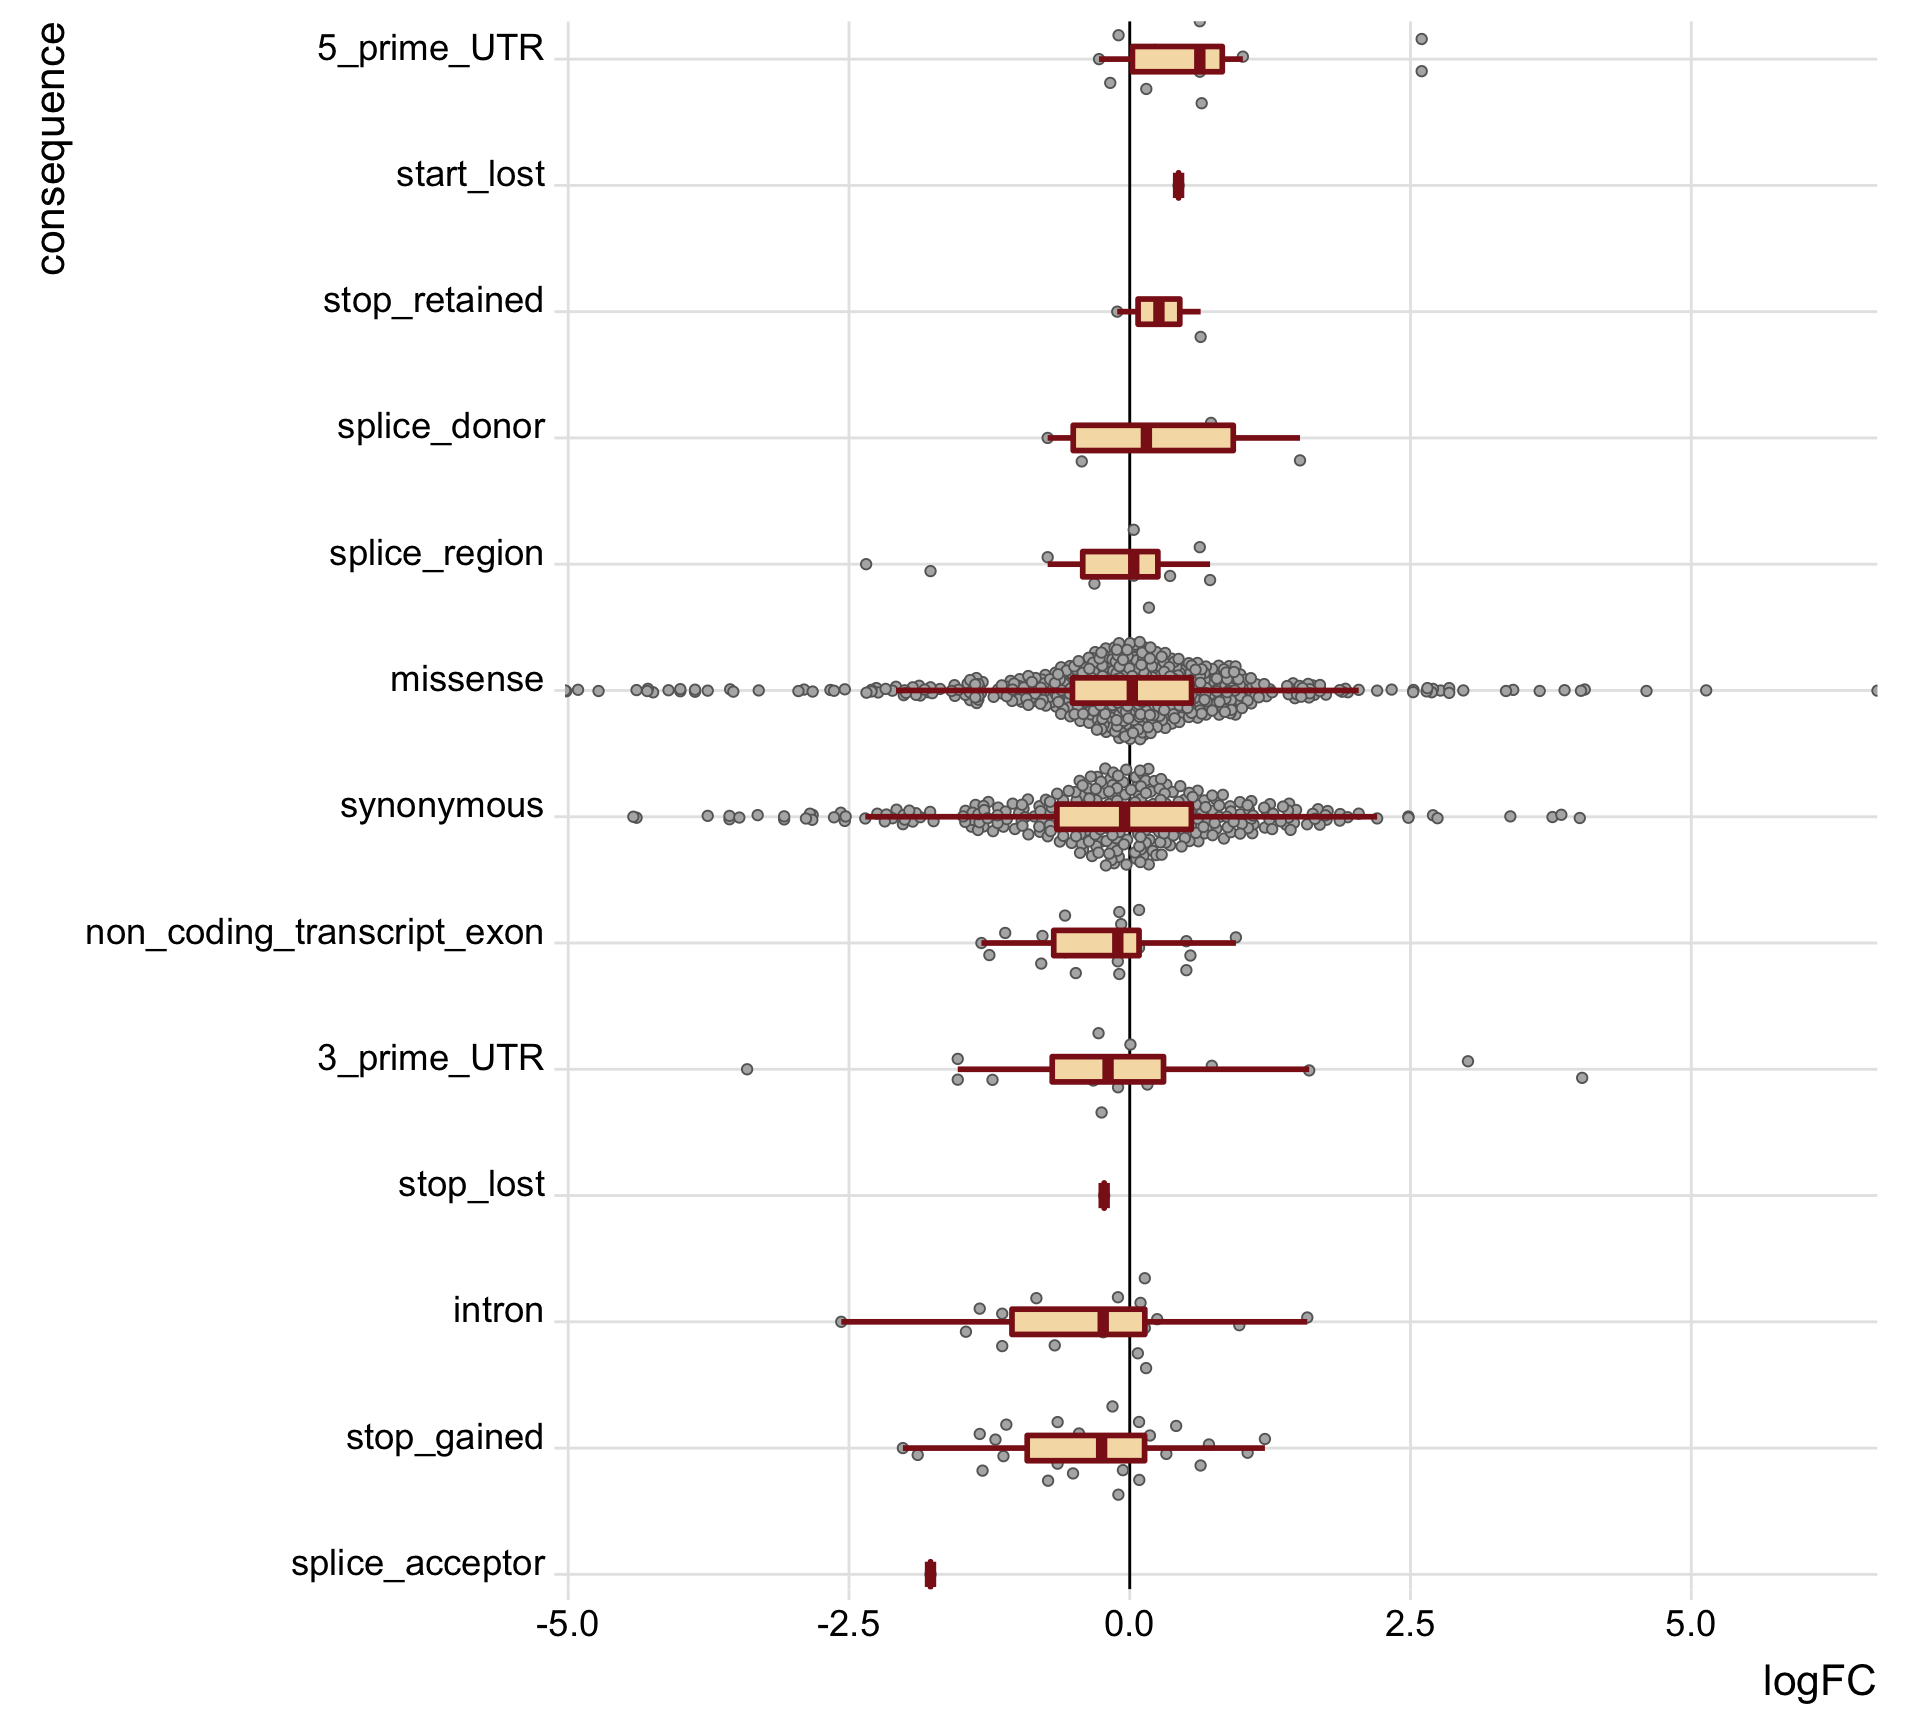 consequence
5_prime_UTR
start_lost
stop_retained
splice_donor
splice_region
missense
synonymous
non_coding_transcript_exon
3_prime_UTR
stop_lost
intron
stop_gained
splice_acceptor
-5.0 -2.5 0.0 2.5 5.0
logFC